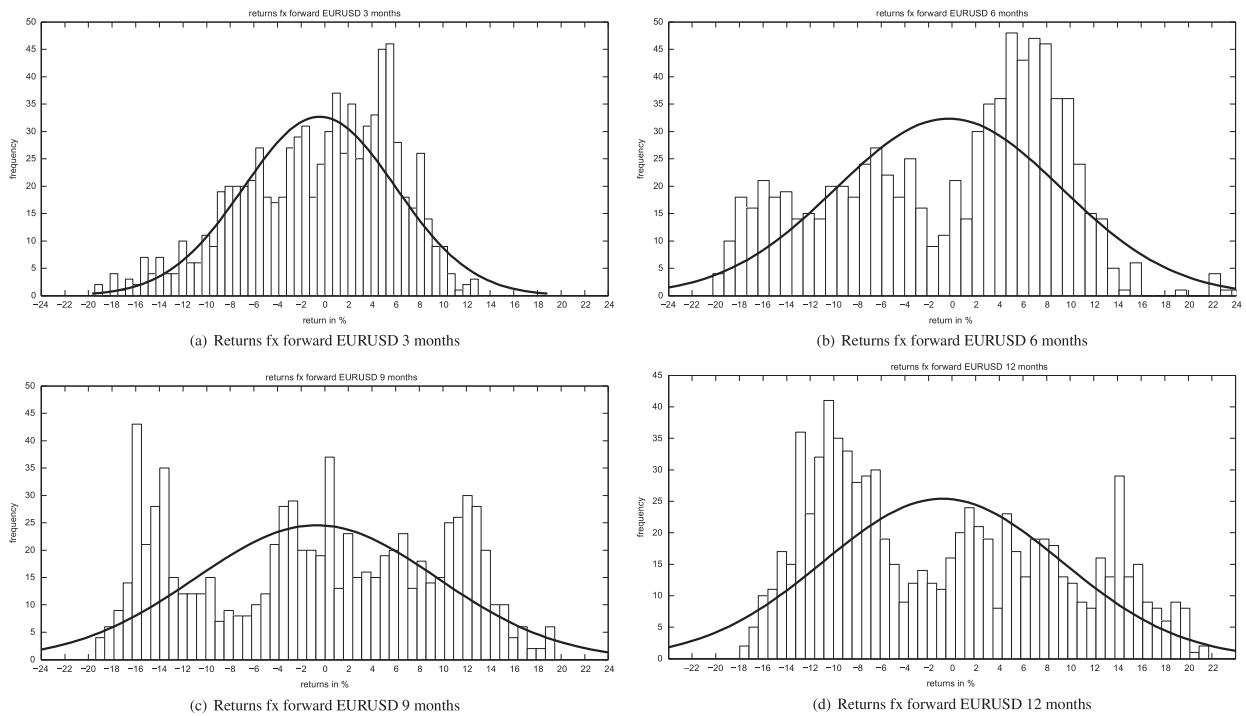 returns fx forward EURUSD 3 months
50
45
40
35
30
25
20
15
10
5
0
frequency
−24 −22 −20 −18 −16 −14 −12 −10 −8 −6 −4 −2 0 2 4 6 8 10 12 14 16 18 20 22 24
return in %
(a) Returns fx forward EURUSD 3 months
returns fx forward EURUSD 6 months
50
45
40
35
30
25
20
15
10
5
0
frequency
−24 −22 −20 −18 −16 −14 −12 −10 −8 −6 −4 −2 0 2 4 6 8 10 12 14 16 18 20 22 24
return in %
(b) Returns fx forward EURUSD 6 months
returns fx forward EURUSD 9 months
50
45
40
35
30
25
20
15
10
5
0
frequency
−24 −22 −20 −18 −16 −14 −12 −10 −8 −6 −4 −2 0 2 4 6 8 10 12 14 16 18 20 22 24
returns in %
(c) Returns fx forward EURUSD 9 months
returns fx forward EURUSD 12 months
45
40
35
30
25
20
15
10
5
0
frequency
−24 −22 −20 −18 −16 −14 −12 −10 −8 −6 −4 −2 0 2 4 6 8 10 12 14 16 18 20 22
returns in %
(d) Returns fx forward EURUSD 12 months